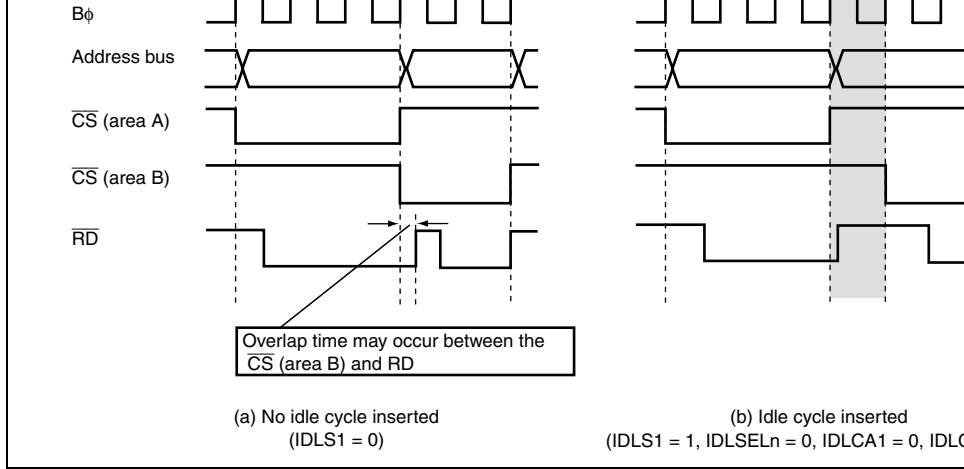 Bφ
Address bus
CS (area A)
CS (area B)
RD
Overlap time may occur between the
CS (area B) and RD
(a) No idle cycle inserted
(IDLS1 = 0)
(b) Idle cycle inserted
(IDLS1 = 1, IDLSELn = 0, IDLCA1 = 0,